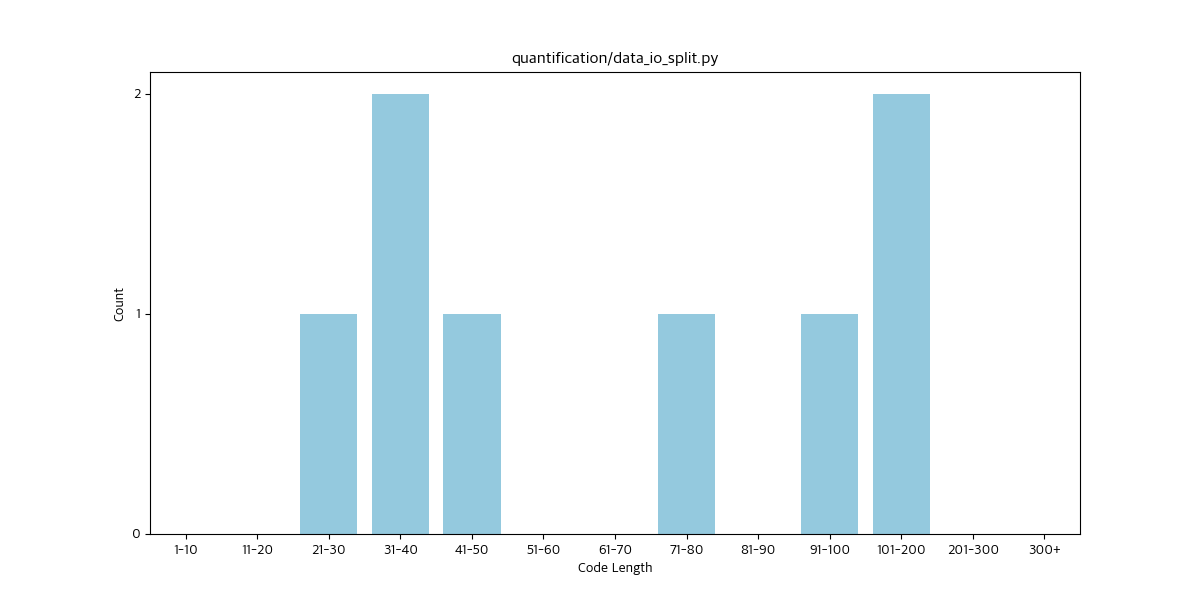 quantification/data_io_split.py
2
1
0
Count
1-10 11-20 21-30 31-40 41-50 51-60 61-70 71-80 81-90 91-100 101-200 201-300 300+
Code Length